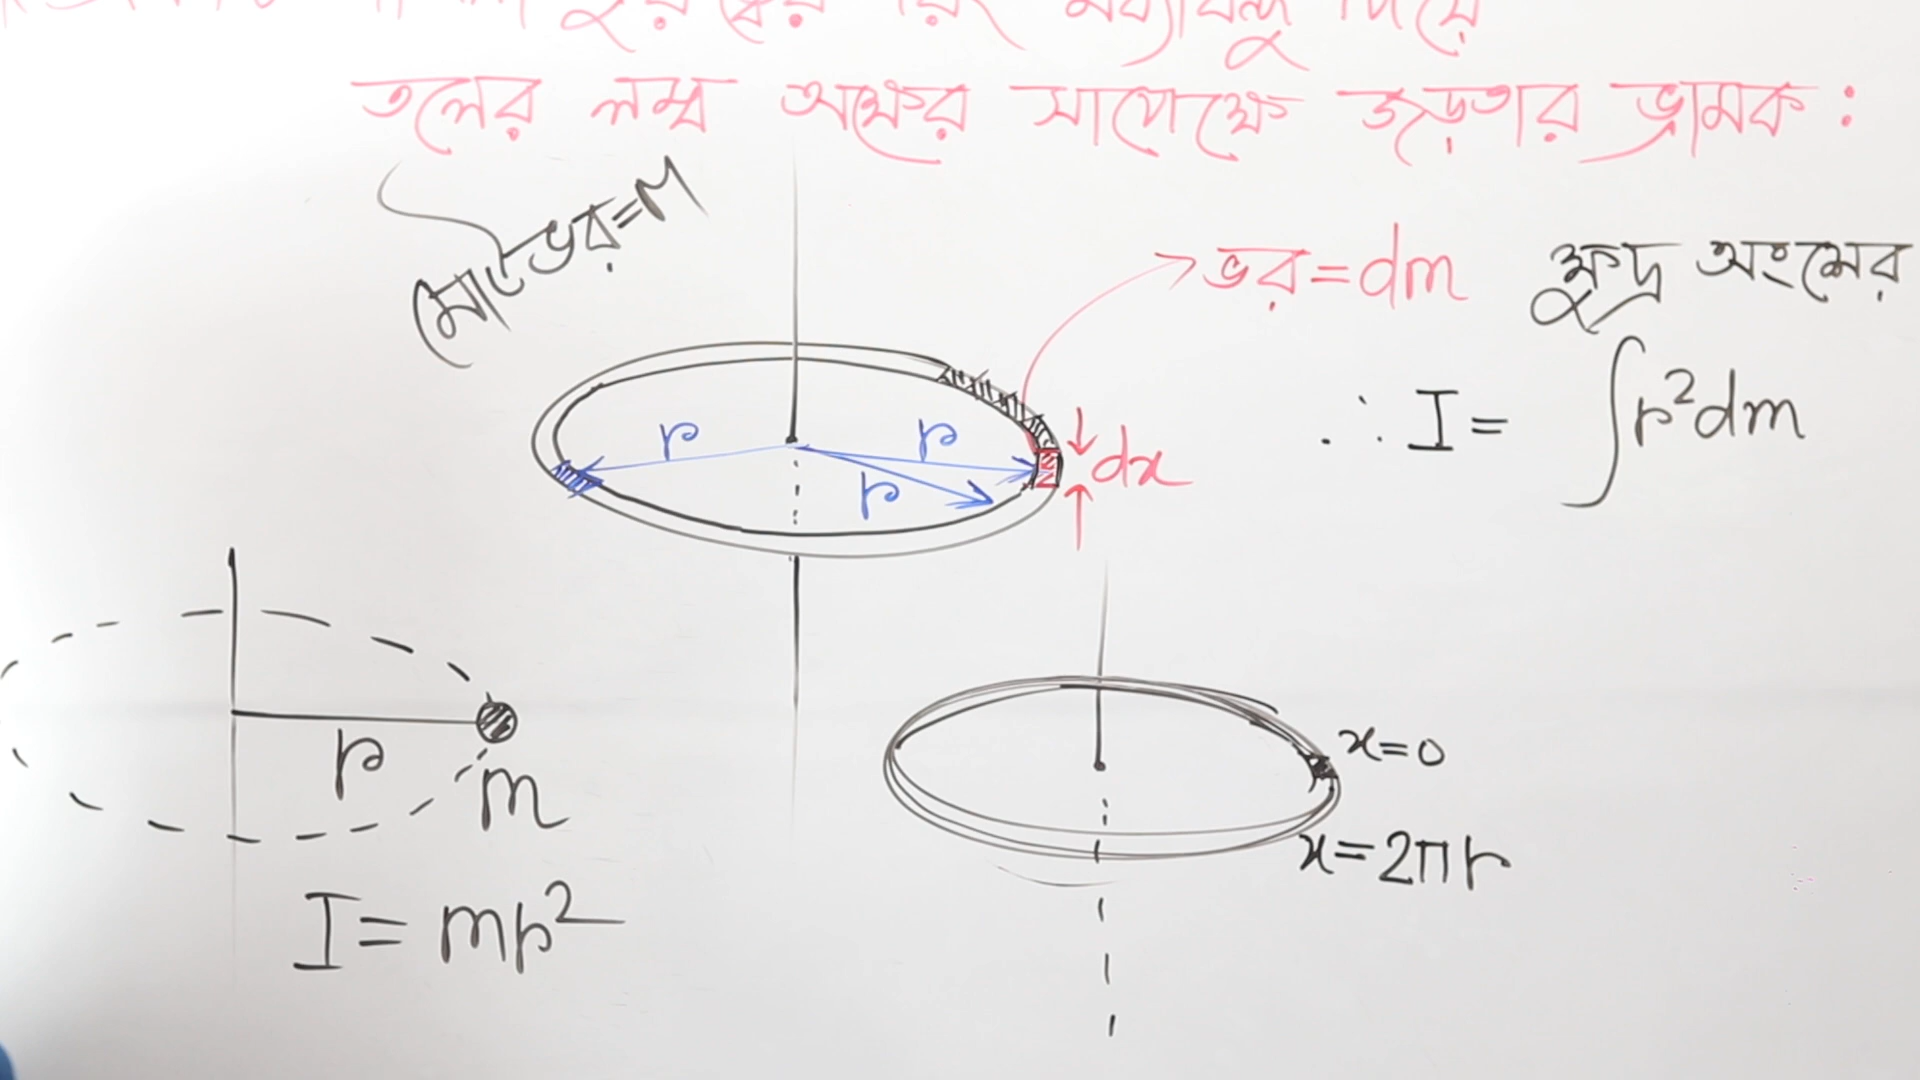 তলের লম্ব অক্ষের সাপেক্ষে জড়তার ভ্রামক :
মোট ভর = M
ভর = dm
ক্ষুদ্র অংশের
∴ I = ∫r²dm
r
r
r
dx
r
m
I = mr²
x = 0
x = 2πr